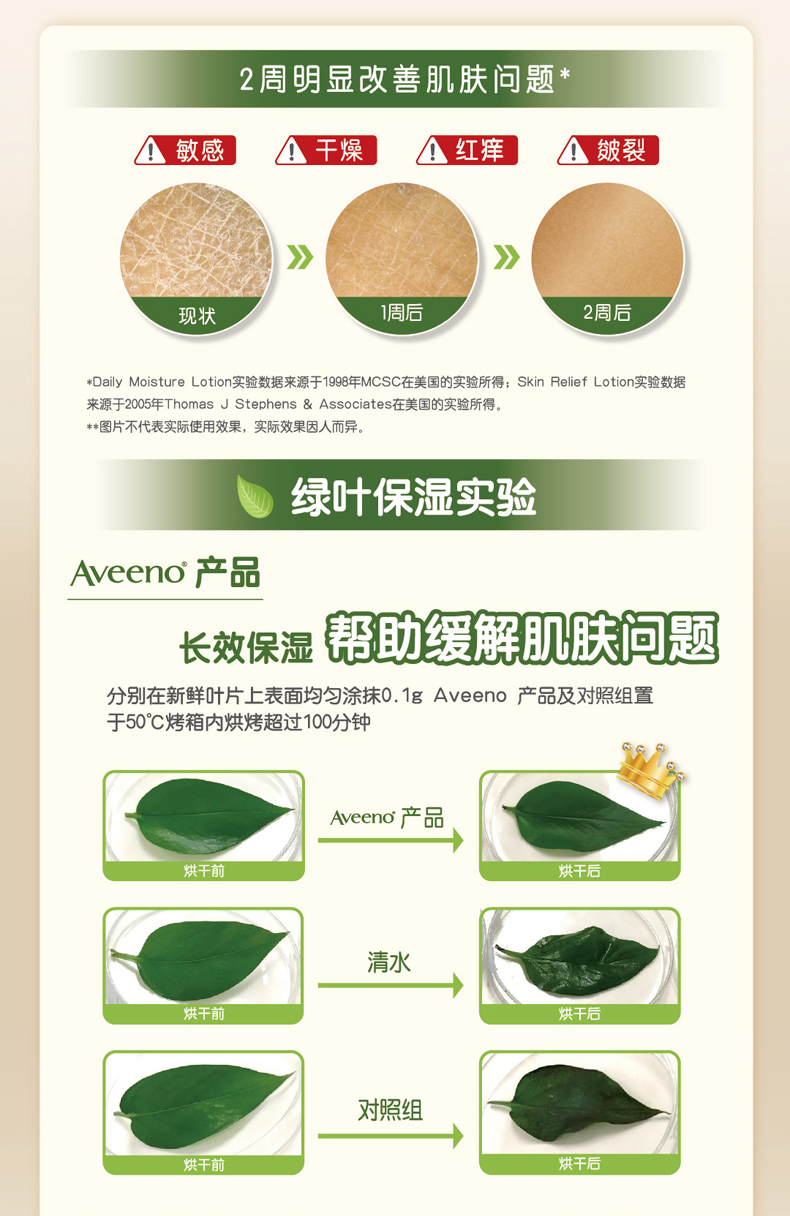 2周明显改善肌肤问题*
敏感
干燥
红痒
皴裂
现状
1周后
2周后
*Daily Moisture Lotion实验数据来源于1998年MCSC在美国的实验所得；Skin Relief Lotion实验数据
来源于2005年Thomas J Stephens & Associates在美国的实验所得。
**图片不代表实际使用效果，实际效果因人而异。
绿叶保湿实验
Aveeno® 产品
长效保湿 帮助缓解肌肤问题
分别在新鲜叶片上表面均匀涂抹0.1g Aveeno 产品及对照组置
于50℃烤箱内烘烤超过100分钟
烘干前
Aveeno® 产品
烘干后
烘干前
清水
烘干后
烘干前
对照组
烘干后